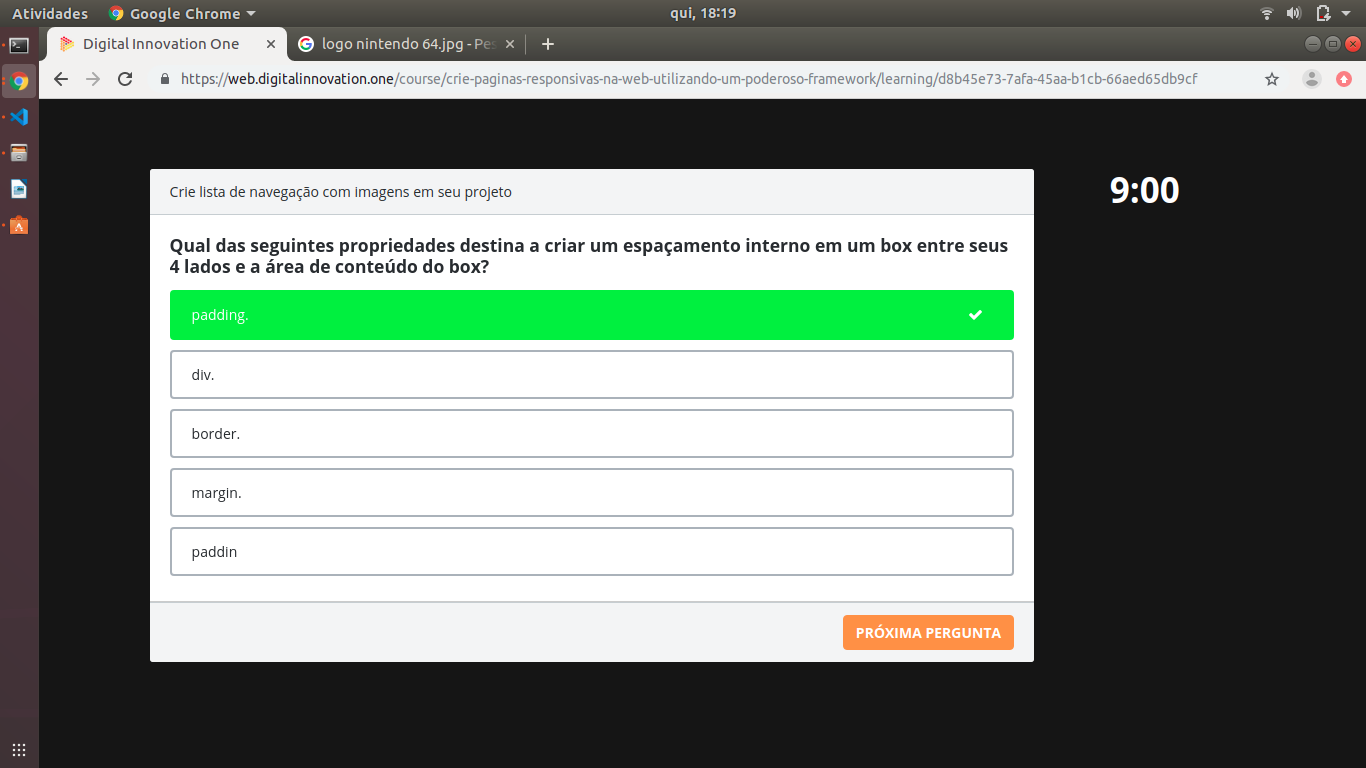 Atividades Google Chrome qui, 18:19
Digital Innovation One logo nintendo 64.jpg - Pes
https://web.digitalinnovation.one/course/crie-paginas-responsivas-na-web-utilizando-um-poderoso-framework/learning/d8b45e73-7afa-45aa-b1cb-66aed65db9cf
Crie lista de navegação com imagens em seu projeto
9:00
Qual das seguintes propriedades destina a criar um espaçamento interno em um box entre seus
4 lados e a área de conteúdo do box?
padding.
div.
border.
margin.
paddin
PRÓXIMA PERGUNTA